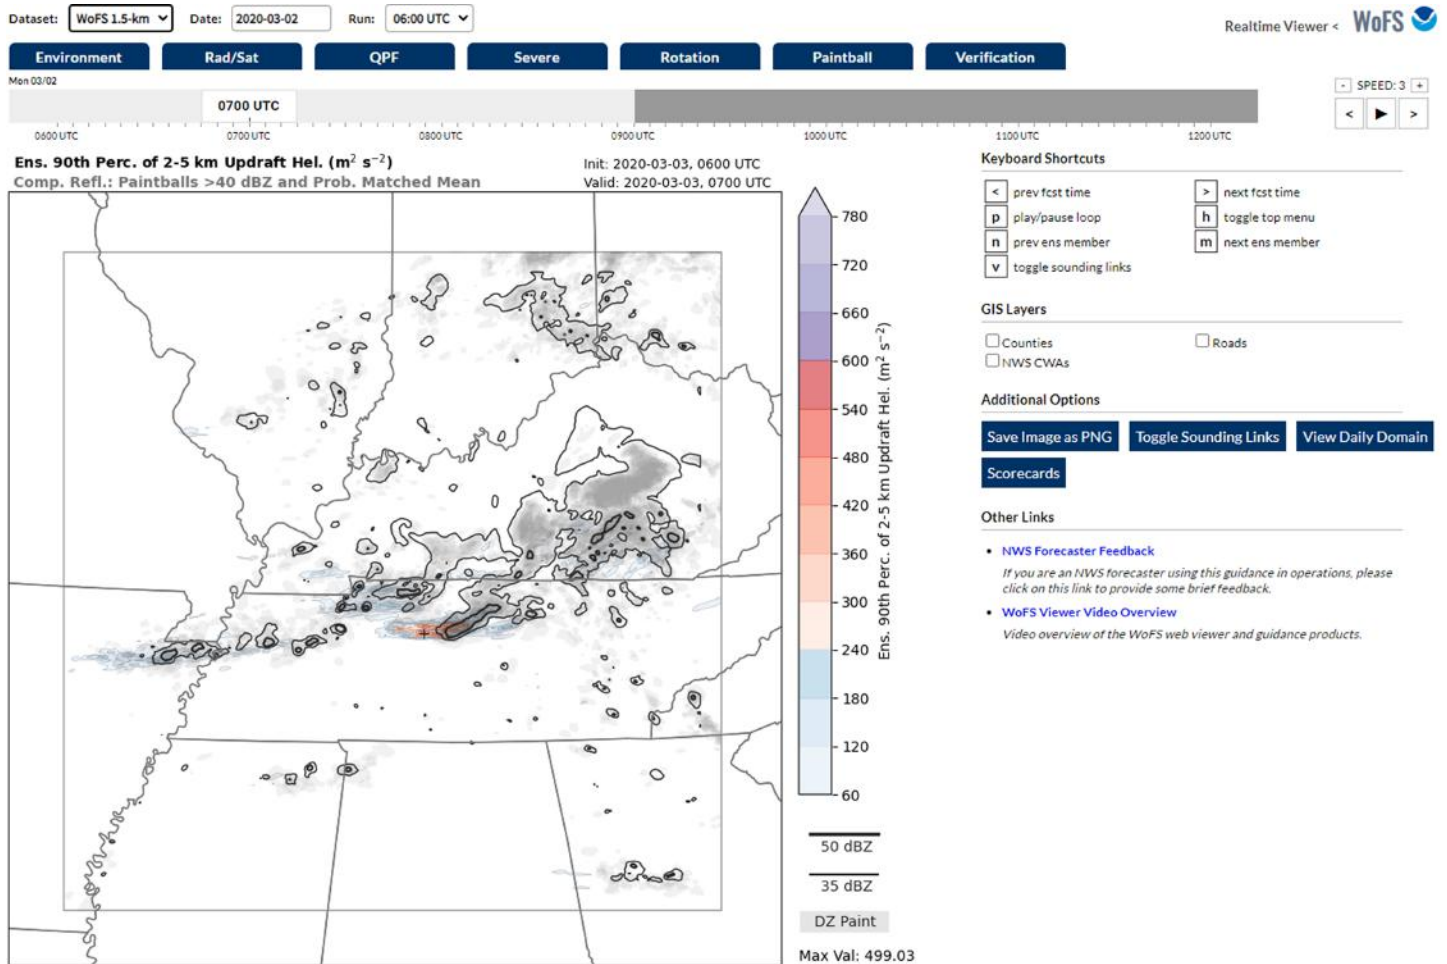 Dataset: WoFS 1.5-km Date: 2020-03-02 Run: 06:00 UTC
Realtime Viewer < WoFS
Environment Rad/Sat QPF Severe Rotation Paintball Verification
Mon 03/02
- SPEED: 3 +
0700 UTC
< ▶ >
0600 UTC 0700 UTC 0800 UTC 0900 UTC 1000 UTC 1100 UTC 1200 UTC
Ens. 90th Perc. of 2-5 km Updraft Hel. (m² s⁻²) Init: 2020-03-03, 0600 UTC
Comp. Refl.: Paintballs >40 dBZ and Prob. Matched Mean Valid: 2020-03-03, 0700 UTC
780
720
660
600
540
480
420
360
300
240
180
120
60
Ens. 90th Perc. of 2-5 km Updraft Hel. (m² s⁻²)
50 dBZ
35 dBZ
DZ Paint
Max Val: 499.03
Keyboard Shortcuts
< prev fcst time > next fcst time
p play/pause loop h toggle top menu
n prev ens member m next ens member
v toggle sounding links
GIS Layers
Counties Roads
NWS CWAs
Additional Options
Save Image as PNG Toggle Sounding Links View Daily Domain
Scorecards
Other Links
• NWS Forecaster Feedback
If you are an NWS forecaster using this guidance in operations, please
click on this link to provide some brief feedback.
• WoFS Viewer Video Overview
Video overview of the WoFS web viewer and guidance products.